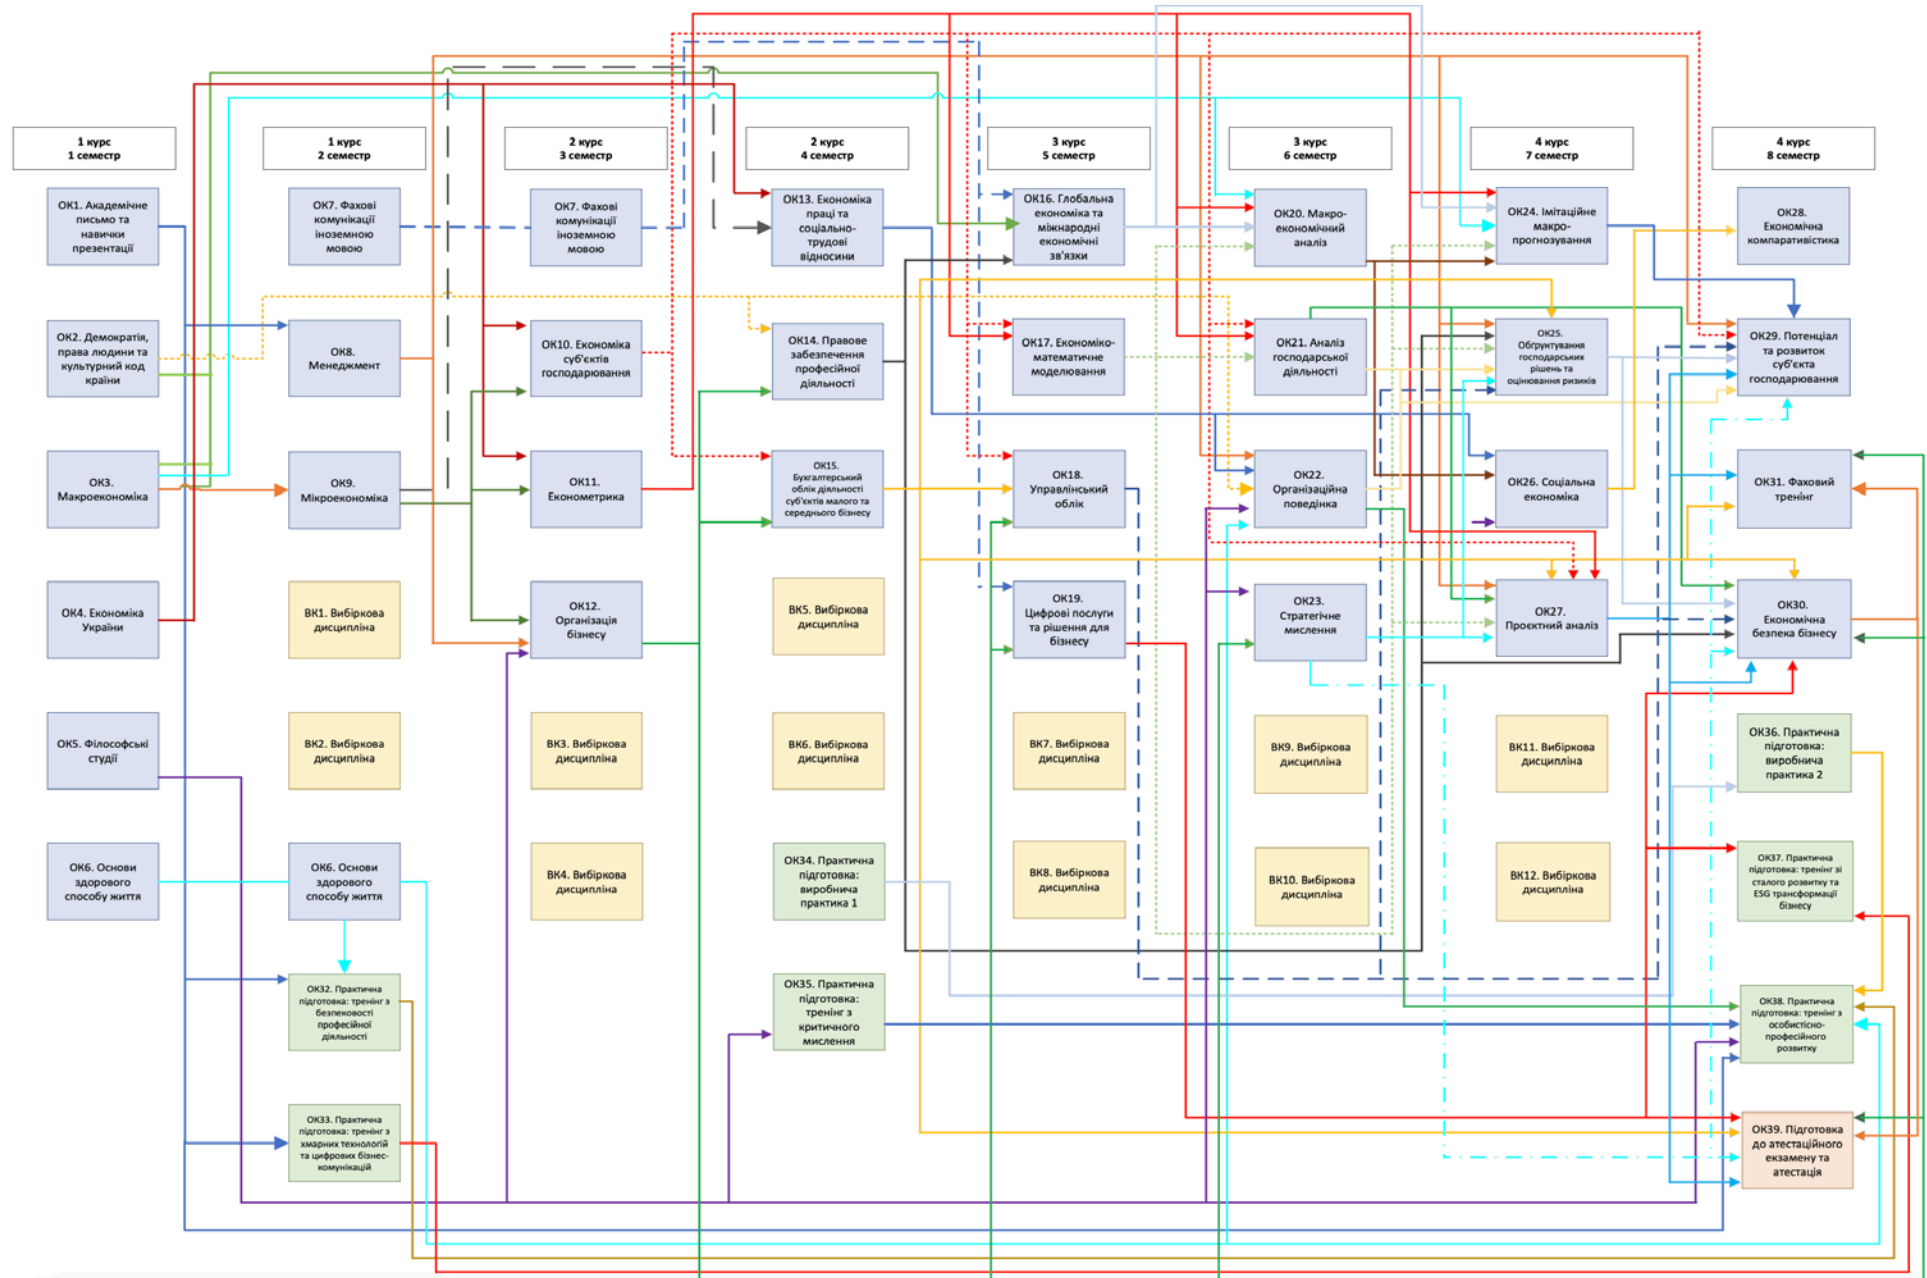 1 курс
1 семестр
1 курс
2 семестр
2 курс
3 семестр
2 курс
4 семестр
3 курс
5 семестр
3 курс
6 семестр
4 курс
7 семестр
4 курс
8 семестр
ОК1. Академічне
письмо та
навички
презентації
ОК7. Фахові
комунікації
іноземною
мовою
ОК7. Фахові
комунікації
іноземною
мовою
ОК13. Економіка
праці та
соціально-
трудові
відносини
ОК16. Глобальна
економіка та
міжнародні
економічні
зв'язки
ОК20. Макро-
економічний
аналіз
ОК24. Імітаційне
макро-
прогнозування
ОК28.
Економічна
компаративістика
ОК2. Демократія,
права людини та
культурний код
країни
ОК8.
Менеджмент
ОК10. Економіка
суб'єктів
господарювання
ОК14. Правове
забезпечення
професійної
діяльності
ОК17. Економіко-
математичне
моделювання
ОК21. Аналіз
господарської
діяльності
ОК25.
Обґрунтування
господарських
рішень та
оцінювання ризиків
ОК29. Потенціал
та розвиток
суб'єкта
господарювання
ОК3.
Макроекономіка
ОК9.
Мікроекономіка
ОК11.
Економетрика
ОК15.
Бухгалтерський
облік діяльності
суб'єктів малого та
середнього бізнесу
ОК18.
Управлінський
облік
ОК22.
Організаційна
поведінка
ОК26. Соціальна
економіка
ОК31. Фаховий
тренінг
ОК4. Економіка
України
ВК1. Вибіркова
дисципліна
ОК12.
Організація
бізнесу
ВК5. Вибіркова
дисципліна
ОК19.
Цифрові послуги
та рішення для
бізнесу
ОК23.
Стратегічне
мислення
ОК27.
Проєктний аналіз
ОК30.
Економічна
безпека бізнесу
ОК5. Філософські
студії
ВК2. Вибіркова
дисципліна
ВК3. Вибіркова
дисципліна
ВК6. Вибіркова
дисципліна
ВК7. Вибіркова
дисципліна
ВК9. Вибіркова
дисципліна
ВК11. Вибіркова
дисципліна
ОК36. Практична
підготовка:
виробнича
практика 2
ОК6. Основи
здорового
способу життя
ОК6. Основи
здорового
способу життя
ВК4. Вибіркова
дисципліна
ОК34. Практична
підготовка:
виробнича
практика 1
ВК8. Вибіркова
дисципліна
ВК10. Вибіркова
дисципліна
ВК12. Вибіркова
дисципліна
ОК37. Практична
підготовка: тренінг зі
сталого розвитку та
ESG трансформації
бізнесу
ОК32. Практична
підготовка: тренінг з
безпековості
професійної
діяльності
ОК35. Практична
підготовка:
тренінг з
критичного
мислення
ОК38. Практична
підготовка: тренінг з
особистісно-
професійного
розвитку
ОК33. Практична
підготовка: тренінг з
хмарних технологій
та цифрових бізнес-
комунікацій
ОК39. Підготовка
до атестаційного
екзамену та
атестація